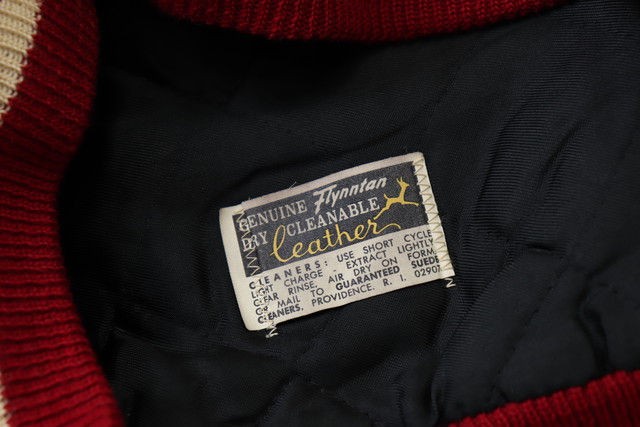 GENUINE Flynntan
DRY CLEANABLE
Leather
CLEANERS: USE SHORT CYCLE
LIGHT CHARGE - EXTRACT LIGHTLY
CLEAR RINSE, AIR DRY ON FORM
OR MAIL TO GUARANTEED SUEDE
CLEANERS, PROVIDENCE, R. I. 02907